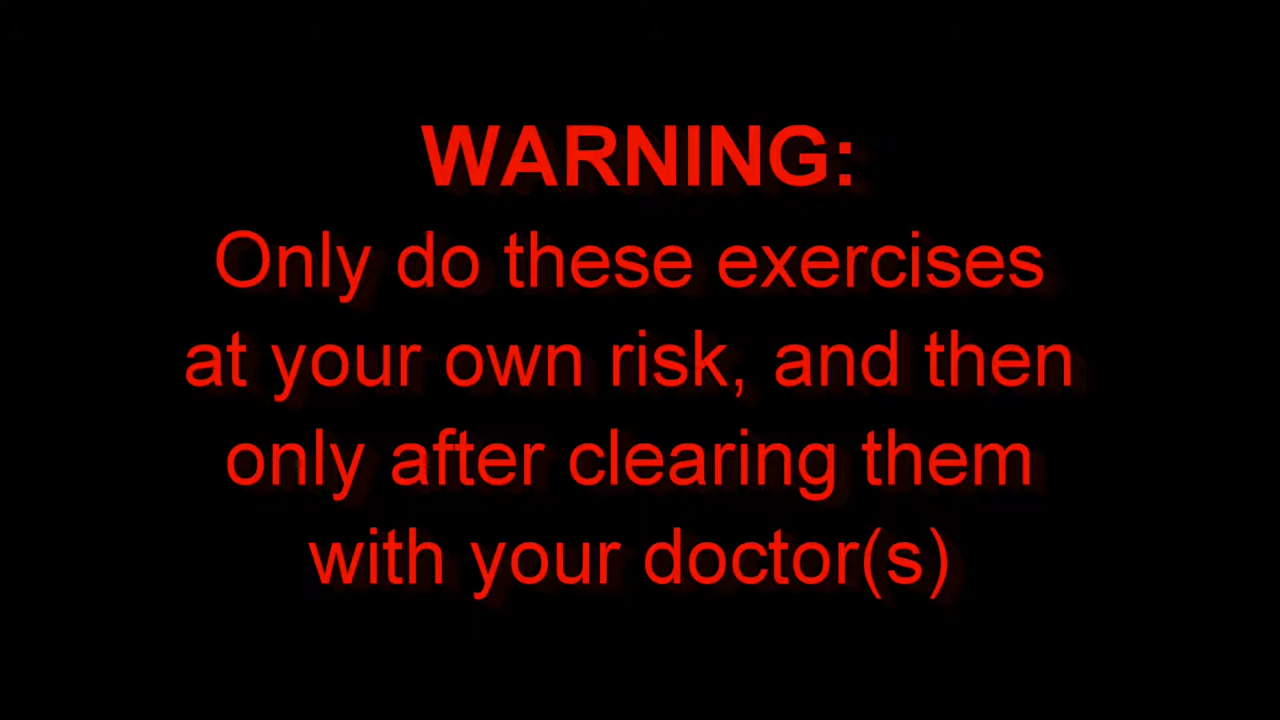 WARNING:
Only do these exercises
at your own risk, and then
only after clearing them
with your doctor(s)